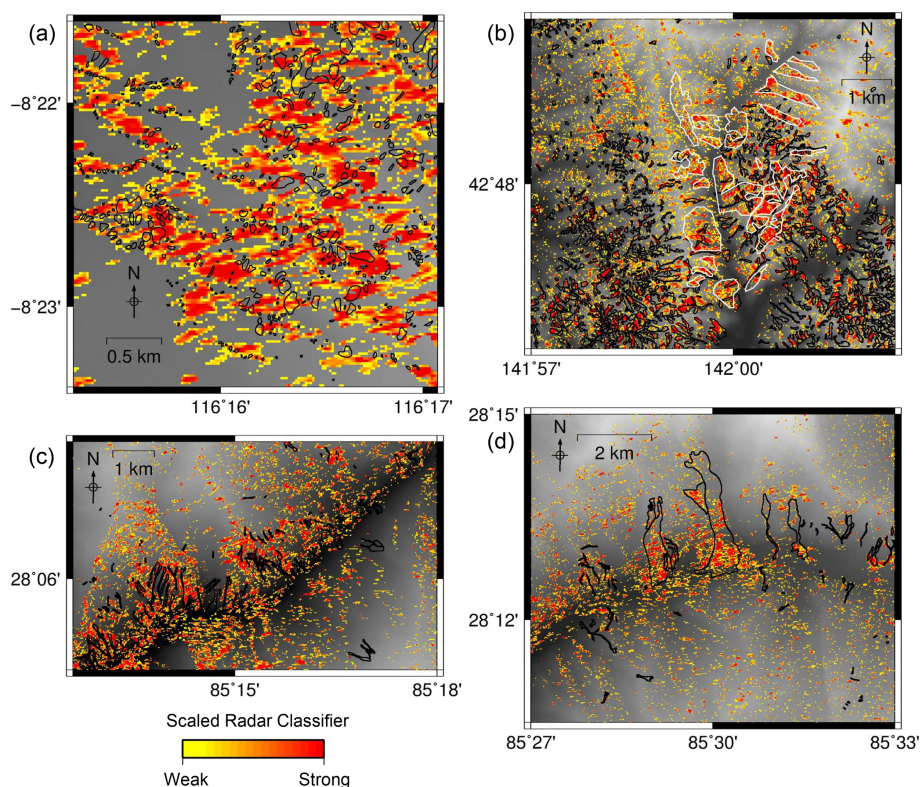 (a)
−8˚22'
−8˚23'
N
0.5 km
116˚16'
116˚17'
(b)
N
1 km
42˚48'
141˚57'
142˚00'
(c)
N
1 km
28˚06'
85˚15'
85˚18'
28˚15'
(d)
N
2 km
28˚12'
85˚27'
85˚30'
85˚33'
Scaled Radar Classifier
Weak
Strong